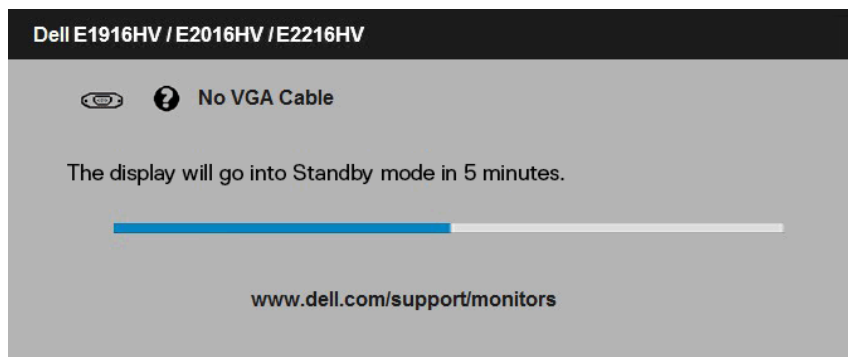 Dell E1916HV / E2016HV / E2216HV
No VGA Cable
The display will go into Standby mode in 5 minutes.
www.dell.com/support/monitors